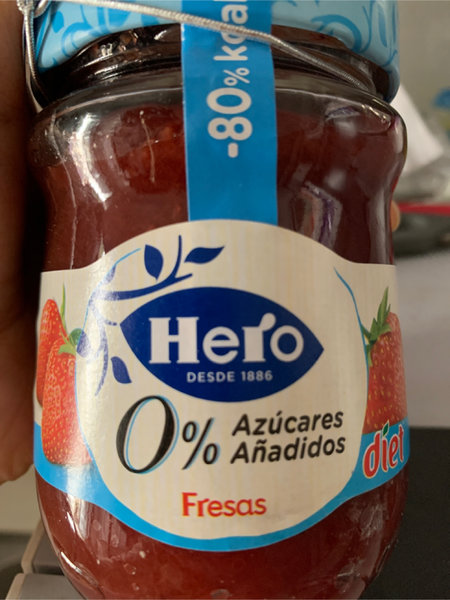 -80% kcal
Hero
DESDE 1886
0% Azúcares
Añadidos
diet
Fresas